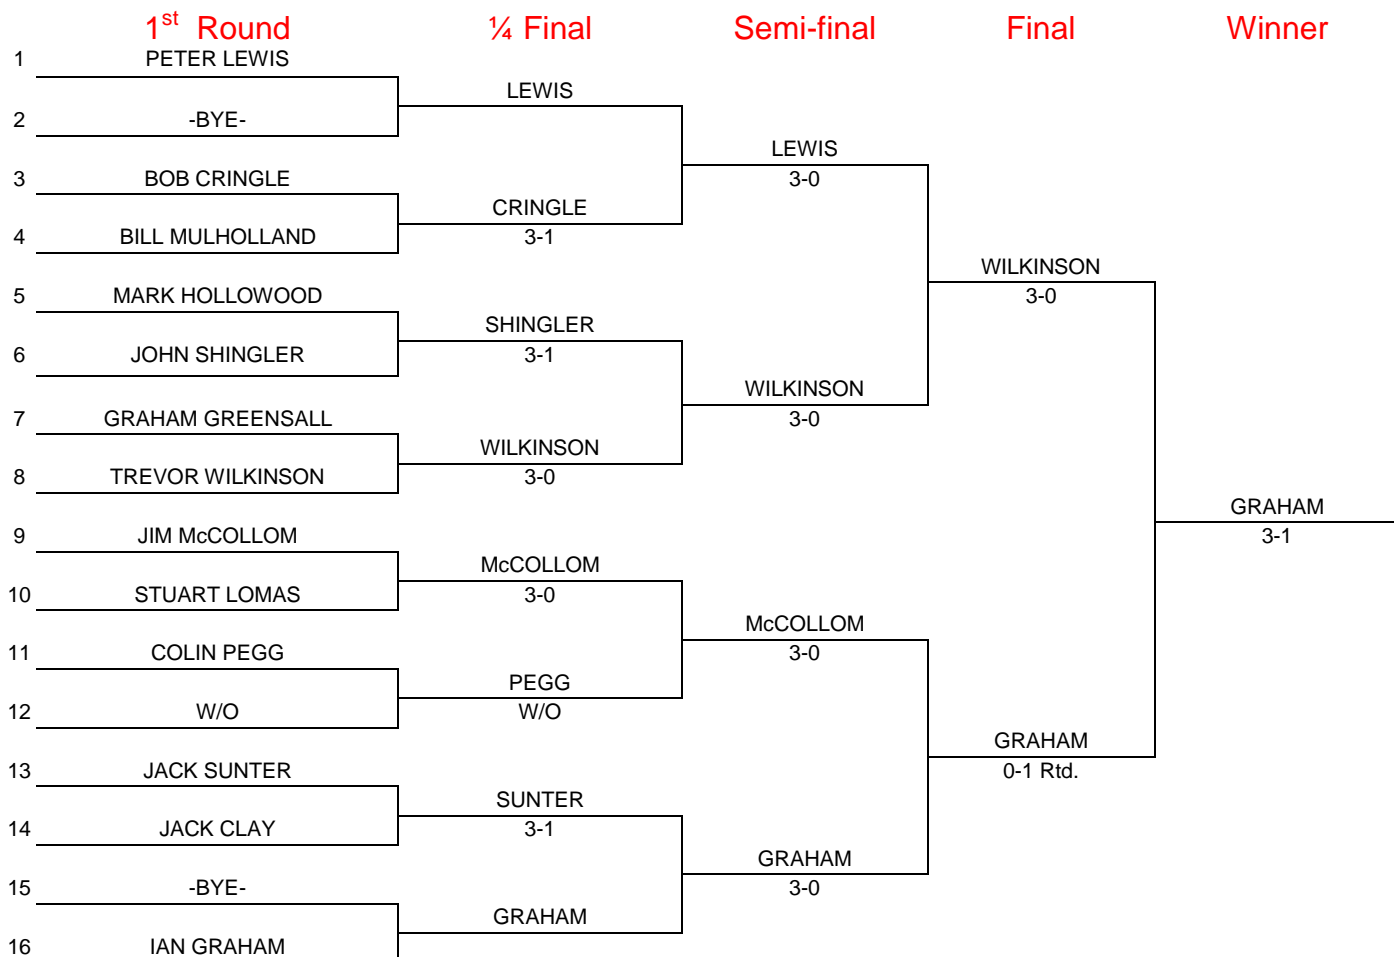 1st Round ¼ Final Semi-final Final Winner
1 PETER LEWIS
LEWIS
2 -BYE-
LEWIS
3 BOB CRINGLE 3-0
CRINGLE
4 BILL MULHOLLAND 3-1
WILKINSON
5 MARK HOLLOWOOD 3-0
SHINGLER
6 JOHN SHINGLER 3-1
WILKINSON
7 GRAHAM GREENSALL 3-0
WILKINSON
8 TREVOR WILKINSON 3-0
GRAHAM
9 JIM McCOLLOM 3-1
McCOLLOM
10 STUART LOMAS 3-0
McCOLLOM
11 COLIN PEGG 3-0
PEGG
12 W/O W/O
GRAHAM
13 JACK SUNTER 0-1 Rtd.
SUNTER
14 JACK CLAY 3-1
GRAHAM
15 -BYE- 3-0
GRAHAM
16 IAN GRAHAM